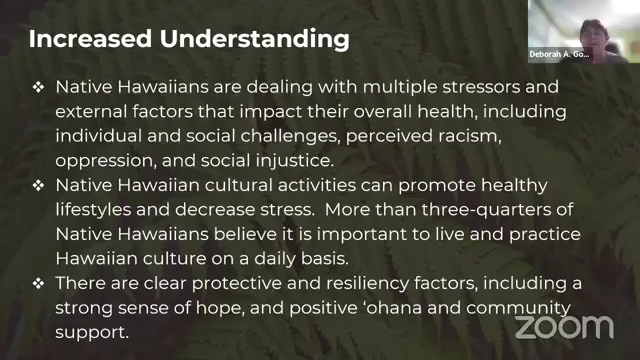 Increased Understanding
Deborah A. Go...
❖ Native Hawaiians are dealing with multiple stressors and
external factors that impact their overall health, including
individual and social challenges, perceived racism,
oppression, and social injustice.
❖ Native Hawaiian cultural activities can promote healthy
lifestyles and decrease stress.  More than three-quarters of
Native Hawaiians believe it is important to live and practice
Hawaiian culture on a daily basis.
❖ There are clear protective and resiliency factors, including a
strong sense of hope, and positive ‘ohana and community
support.
zoom